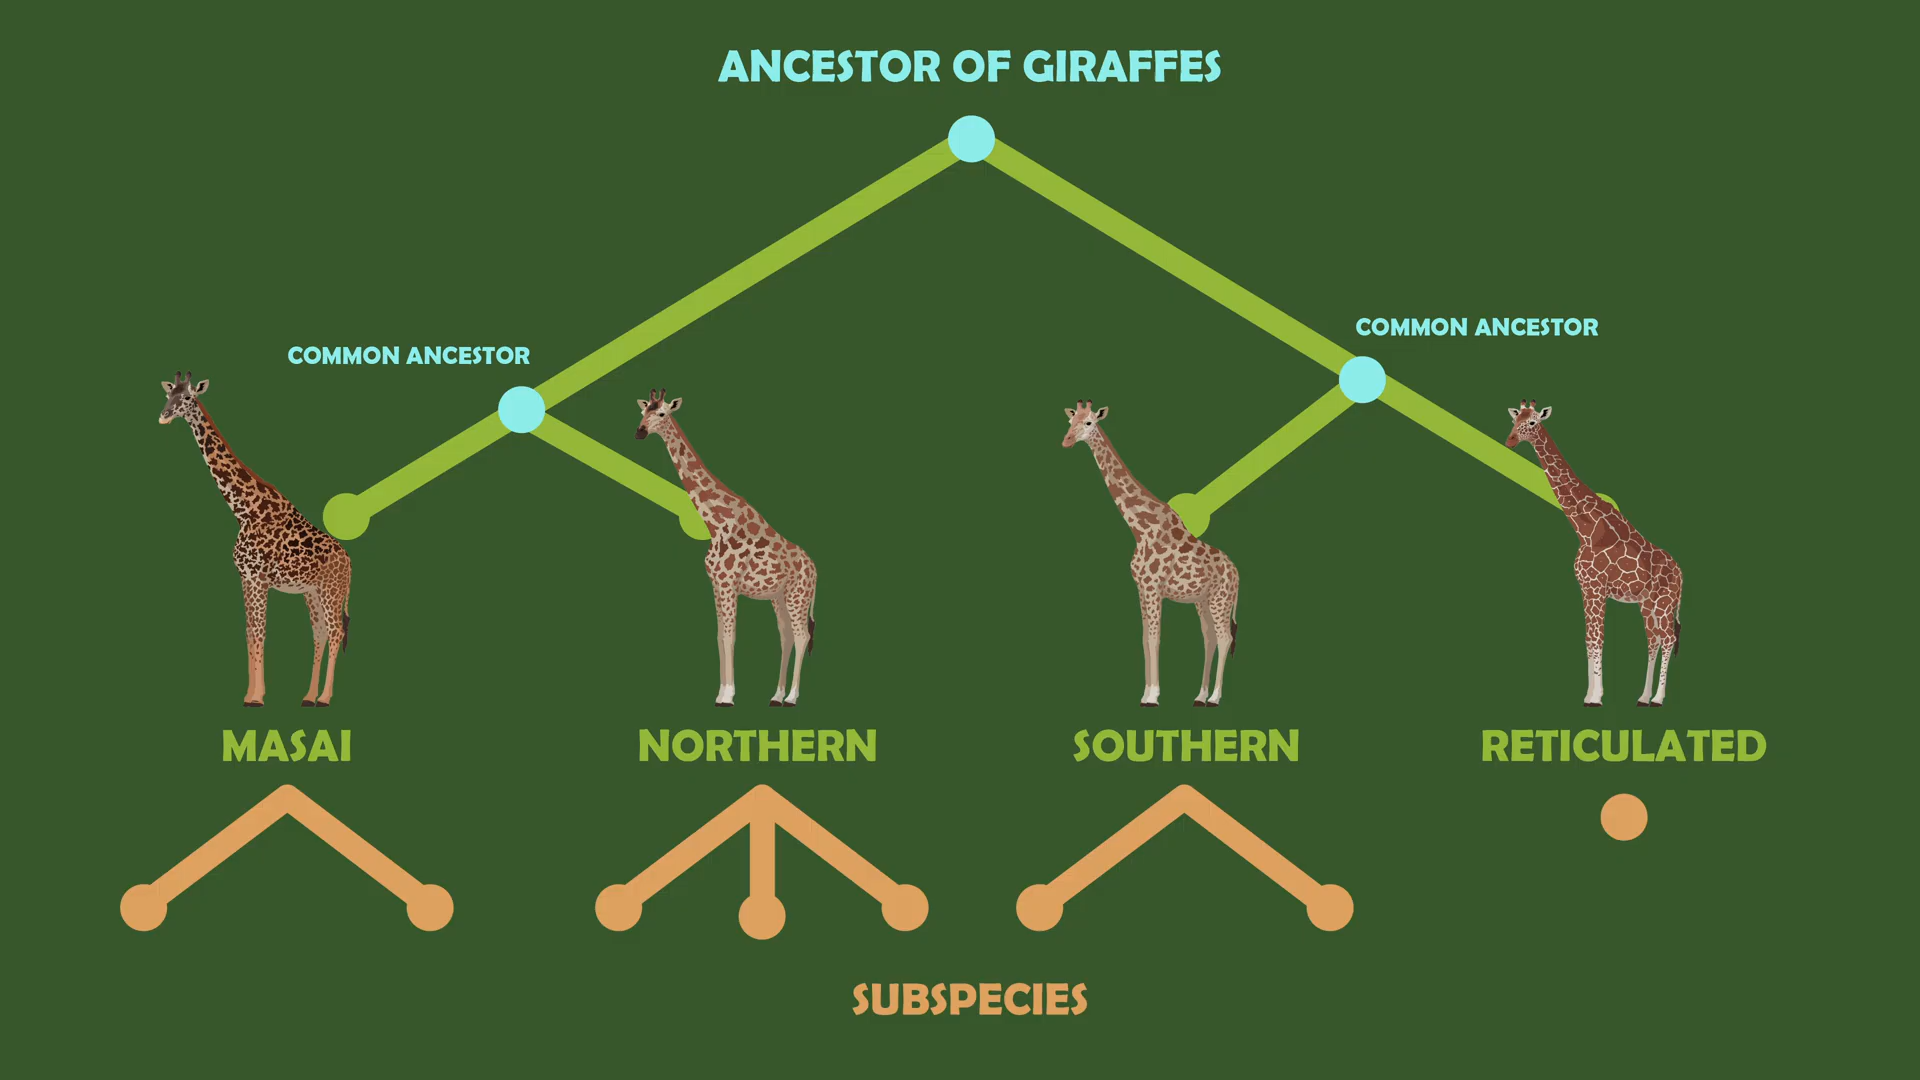 ANCESTOR OF GIRAFFES
COMMON ANCESTOR
COMMON ANCESTOR
MASAI
NORTHERN
SOUTHERN
RETICULATED
SUBSPECIES